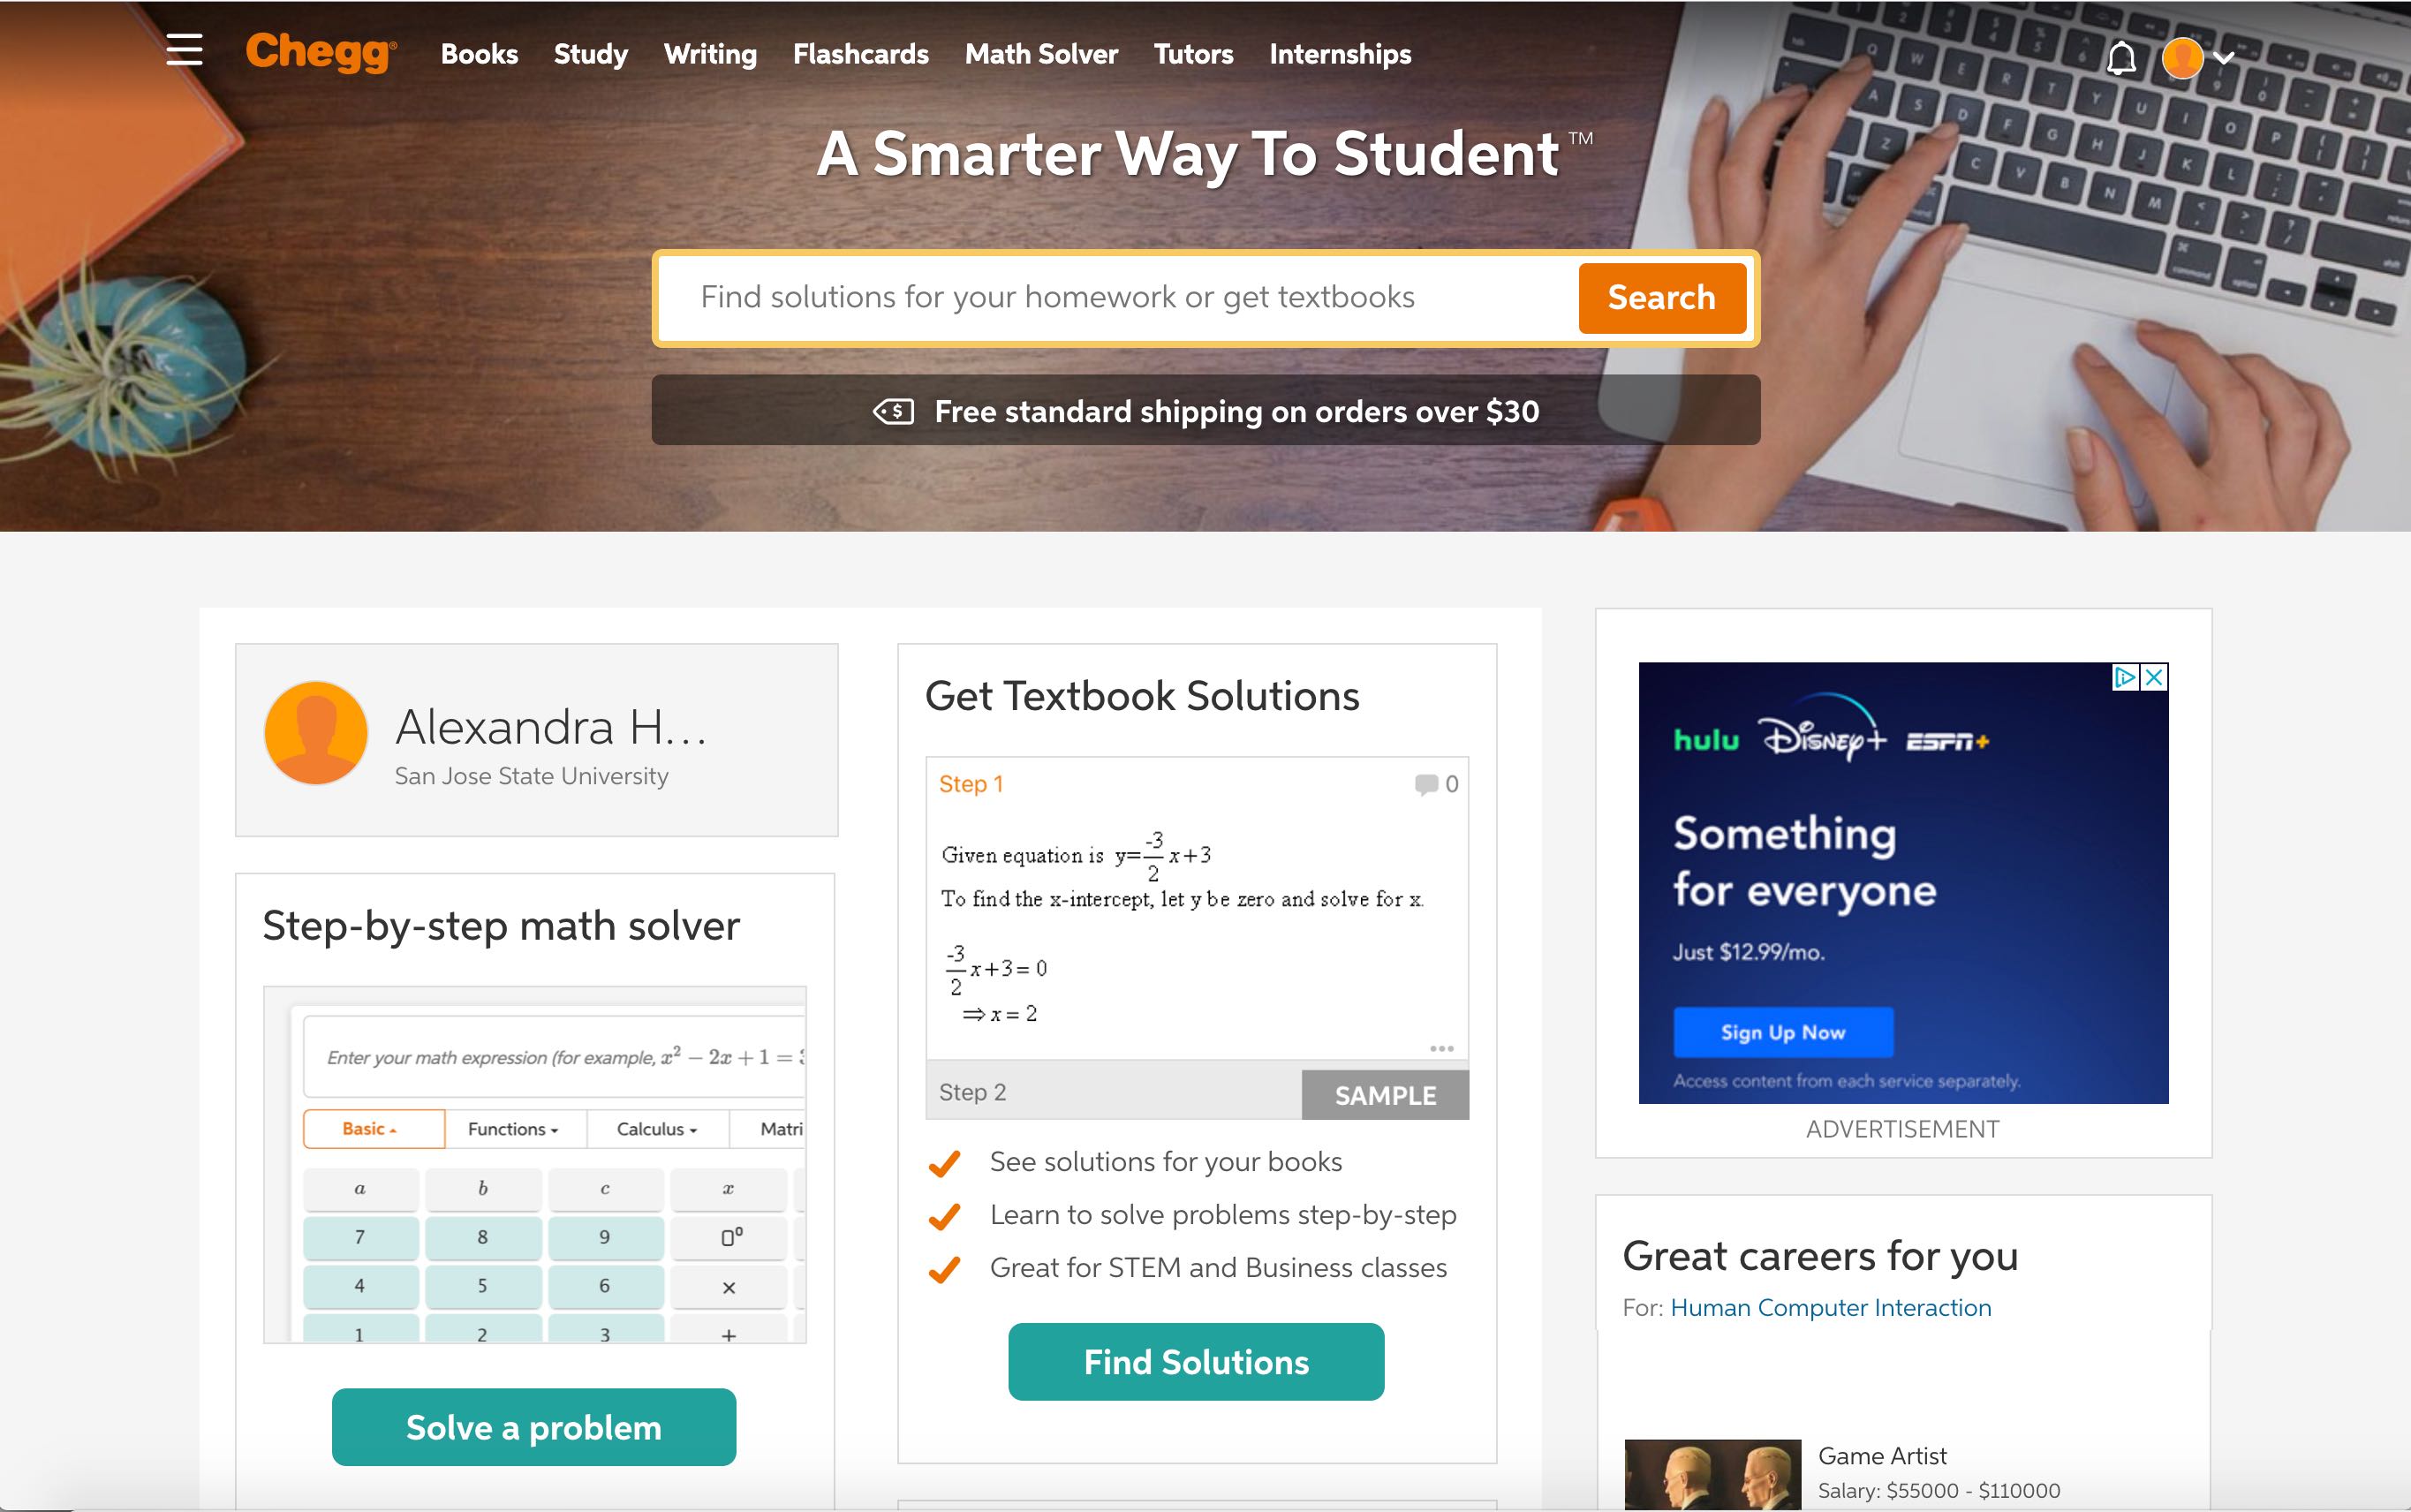 Chegg®
Books Study Writing Flashcards Math Solver Tutors Internships
A Smarter Way To Student™
Find solutions for your homework or get textbooks
Search
Free standard shipping on orders over $30
Alexandra H...
San Jose State University
Step-by-step math solver
Enter your math expression (for example, x² − 2x + 1 =
Basic Functions Calculus Matri
a b c x
7 8 9 0⁰
4 5 6 ×
1 2 3 +
Solve a problem
Get Textbook Solutions
Step 1 0
Given equation is y=-3/2 x+3
To find the x-intercept, let y be zero and solve for x.
-3/2 x+3=0
⇒x=2
Step 2
SAMPLE
See solutions for your books
Learn to solve problems step-by-step
Great for STEM and Business classes
Find Solutions
hulu Disney+ ESPN+
Something
for everyone
Just $12.99/mo.
Sign Up Now
Access content from each service separately.
ADVERTISEMENT
Great careers for you
For: Human Computer Interaction
Game Artist
Salary: $55000 - $110000